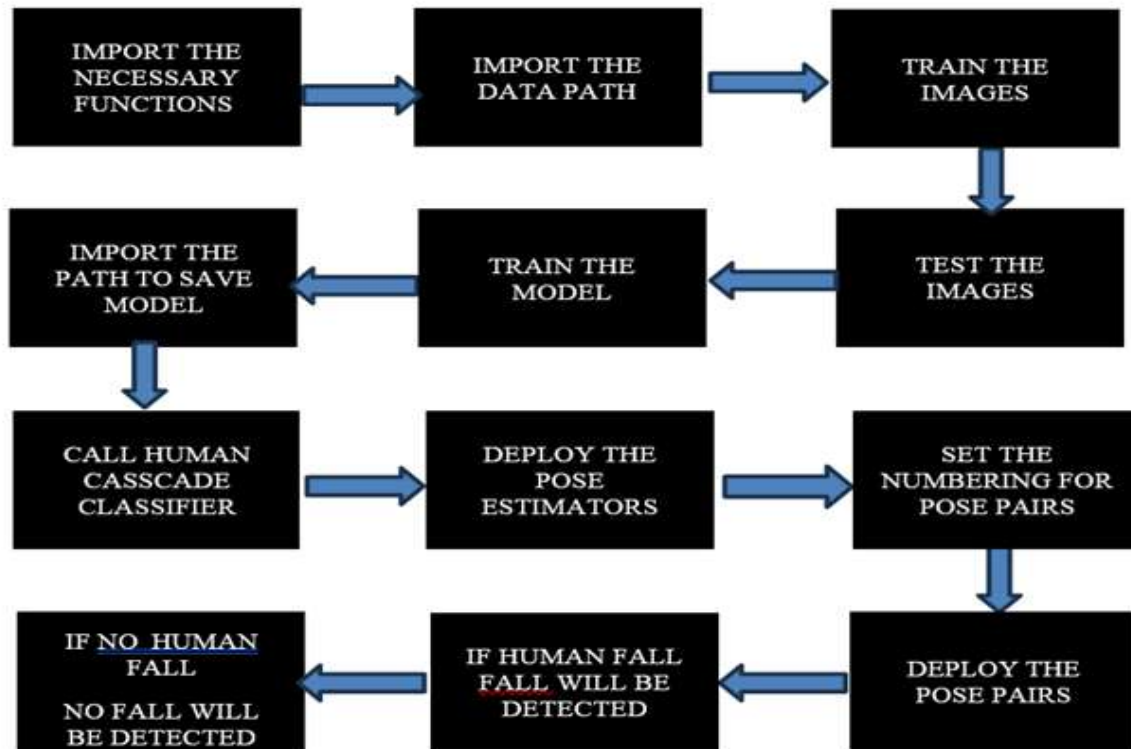 IMPORT THE
NECESSARY
FUNCTIONS
IMPORT THE
DATA PATH
TRAIN THE
IMAGES
TEST THE
IMAGES
TRAIN THE
MODEL
IMPORT THE
PATH TO SAVE
MODEL
CALL HUMAN
CASSCADE
CLASSIFIER
DEPLOY THE
POSE
ESTIMATORS
SET THE
NUMBERING FOR
POSE PAIRS
DEPLOY THE
POSE PAIRS
IF HUMAN FALL
FALL WILL BE
DETECTED
IF NO HUMAN
FALL
NO FALL WILL
BE DETECTED